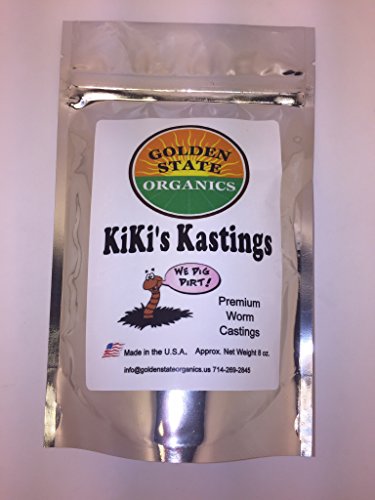 GOLDEN
STATE
ORGANICS
KiKi's Kastings
WE DIG
DIRT!
Premium
Worm
Castings
Made in the U.S.A. Approx. Net Weight 8 oz.
info@goldenstateorganics.us 714-269-2845